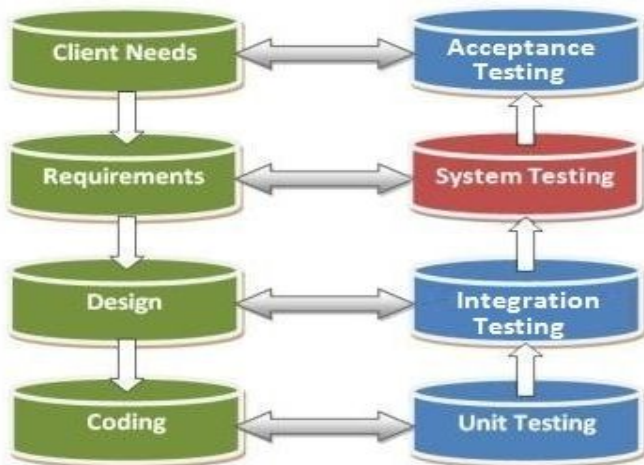 Client Needs
Acceptance
Testing
Requirements
System Testing
Design
Integration
Testing
Coding
Unit Testing